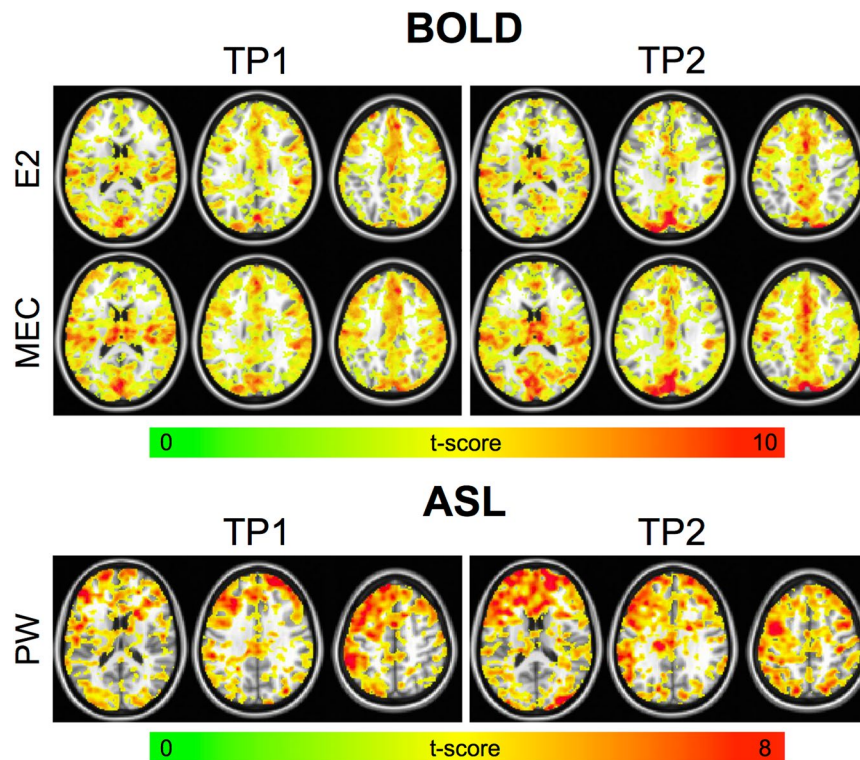 BOLD
TP1 TP2
E2
MEC
0 t-score 10
ASL
TP1 TP2
PW
0 t-score 8